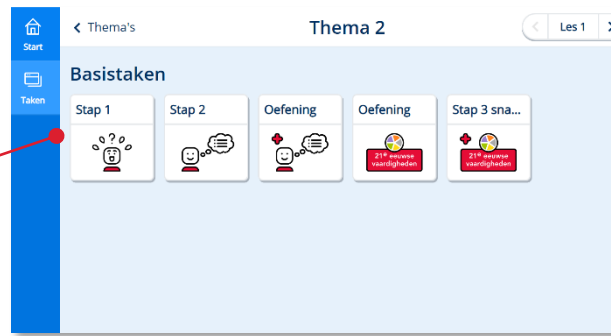 Start
Taken
Thema's
Thema 2
Les 1
Basistaken
Stap 1
Stap 2
Oefening
Oefening
Stap 3 sna...
? ? ?
21e eeuwse
vaardigheden
21e eeuwse
vaardigheden